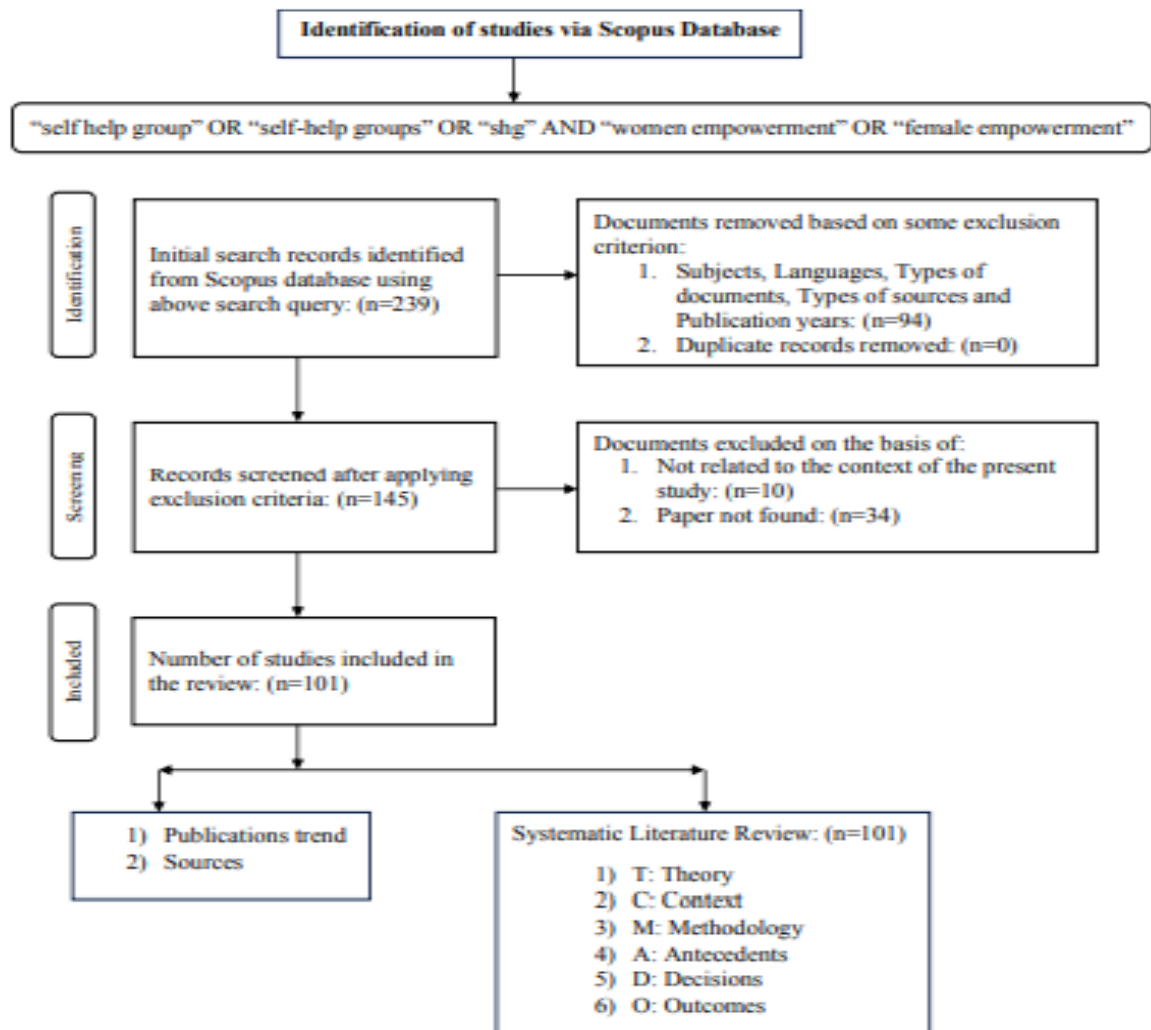 Identification of studies via Scopus Database
“self help group” OR “self-help groups” OR “shg” AND “women empowerment” OR “female empowerment”
Identification
Initial search records identified
from Scopus database using
above search query: (n=239)
Documents removed based on some exclusion
criterion:
1. Subjects, Languages, Types of
documents, Types of sources and
Publication years: (n=94)
2. Duplicate records removed: (n=0)
Screening
Records screened after applying
exclusion criteria: (n=145)
Documents excluded on the basis of:
1. Not related to the context of the present
study: (n=10)
2. Paper not found: (n=34)
Included
Number of studies included in
the review: (n=101)
1) Publications trend
2) Sources
Systematic Literature Review: (n=101)
1) T: Theory
2) C: Context
3) M: Methodology
4) A: Antecedents
5) D: Decisions
6) O: Outcomes